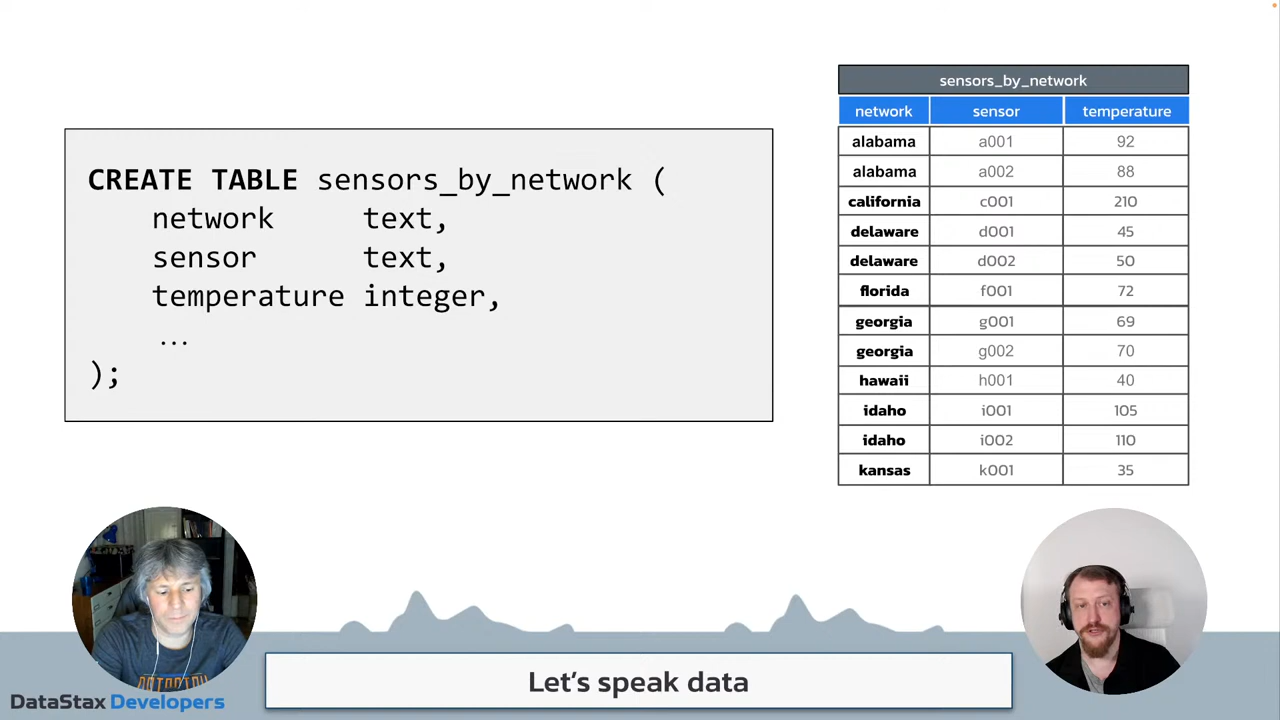 CREATE TABLE sensors_by_network (
network text,
sensor text,
temperature integer,
...
);
sensors_by_network
network sensor temperature
alabama a001 92
alabama a002 88
california c001 210
delaware d001 45
delaware d002 50
florida f001 72
georgia g001 69
georgia g002 70
hawaii h001 40
idaho i001 105
idaho i002 110
kansas k001 35
Let's speak data
DataStax Developers